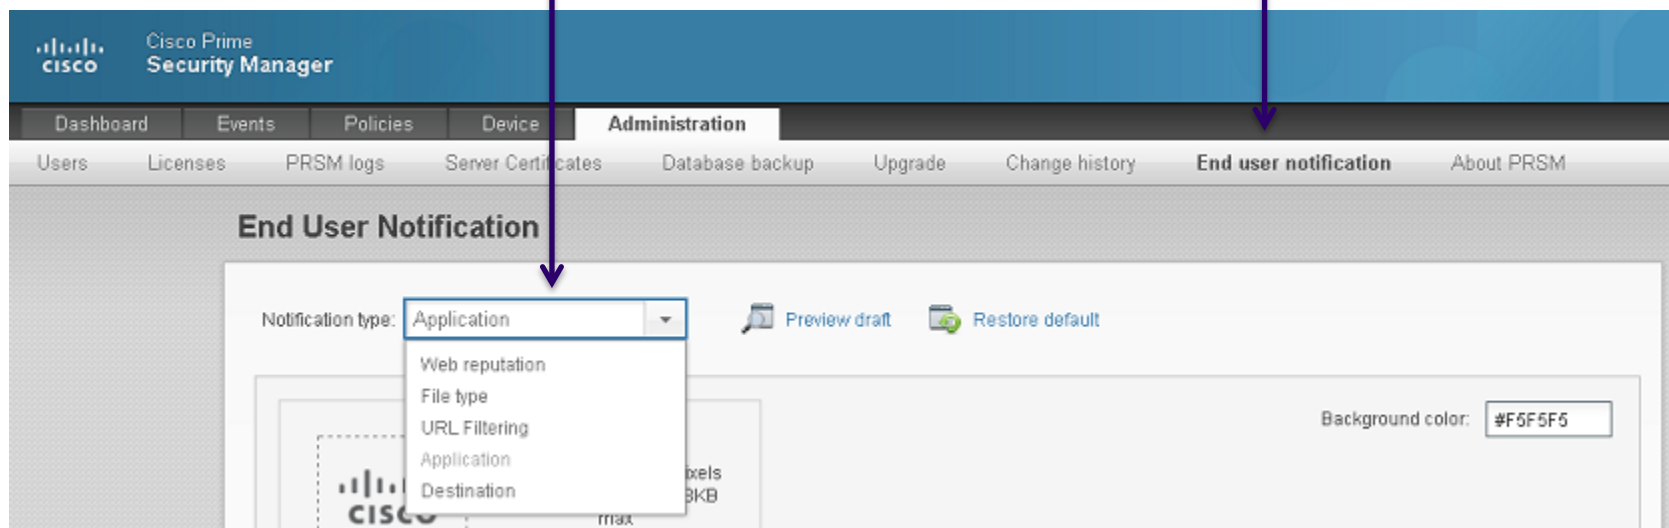 CISCO
Cisco Prime
Security Manager
Dashboard Events Policies Device Administration
Users Licenses PRSM logs Server Certificates Database backup Upgrade Change history End user notification About PRSM
End User Notification
Notification type: Application Preview draft Restore default
Web reputation
File type
URL Filtering
Application
Destination
Background color: #F5F5F5
CISCO
max